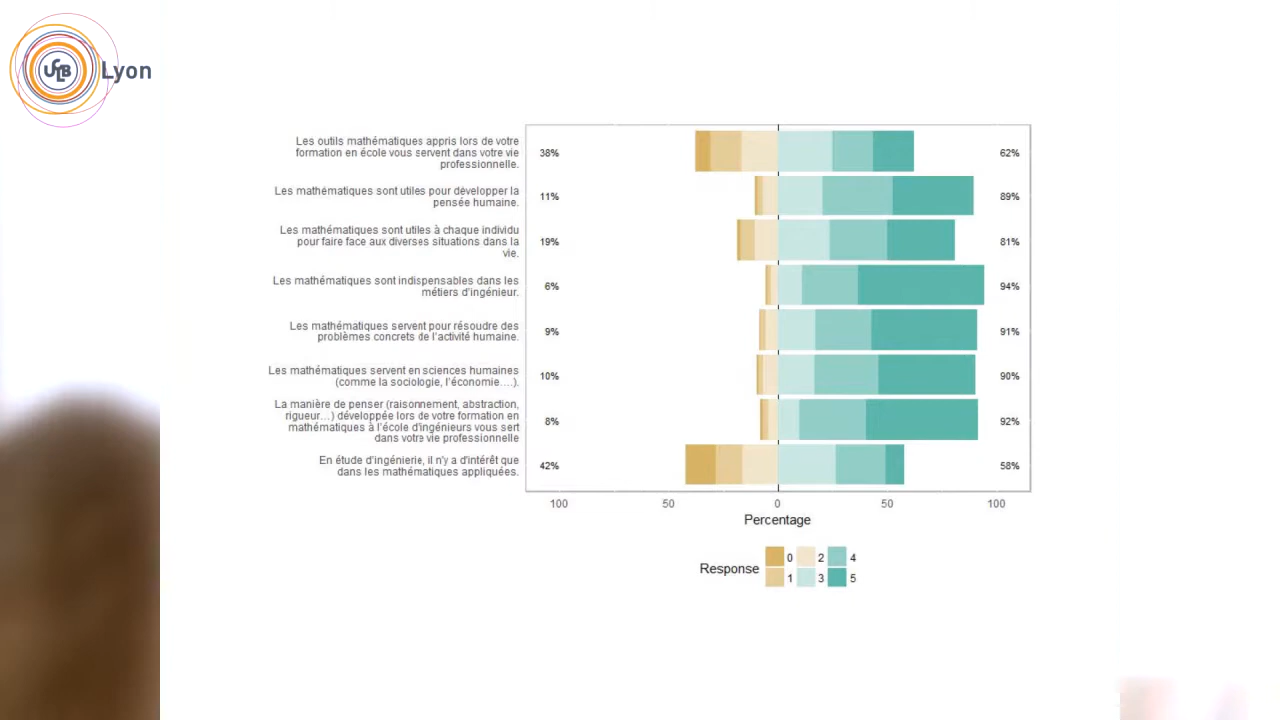 UCLB Lyon
Les outils mathématiques appris lors de votre
formation en école vous servent dans votre vie
professionnelle.
38%
62%
Les mathématiques sont utiles pour développer la
pensée humaine.
11%
89%
Les mathématiques sont utiles à chaque individu
pour faire face aux diverses situations dans la
vie.
19%
81%
Les mathématiques sont indispensables dans les
métiers d'ingénieur.
6%
94%
Les mathématiques servent pour résoudre des
problèmes concrets de l'activité humaine.
9%
91%
Les mathématiques servent en sciences humaines
(comme la sociologie, l'économie….).
10%
90%
La manière de penser (raisonnement, abstraction,
rigueur…) développée lors de votre formation en
mathématiques à l'école d'ingénieurs vous sert
dans votre vie professionnelle
8%
92%
En étude d'ingénierie, il n'y a d'intérêt que
dans les mathématiques appliquées.
42%
58%
100 50 0 50 100
Percentage
Response
0 2 4
1 3 5